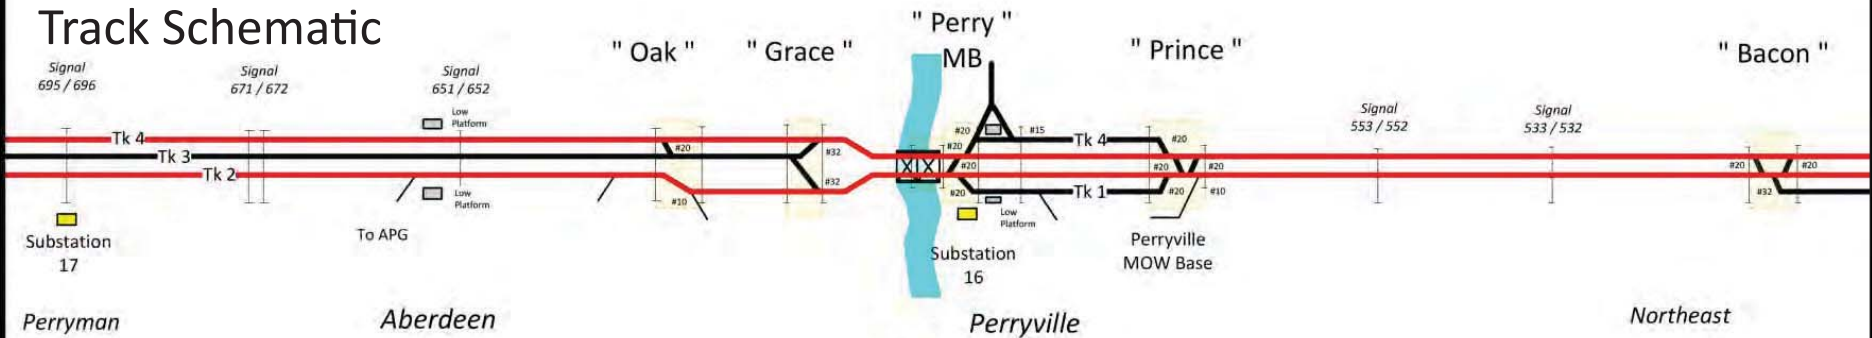 Track Schematic
" Oak "
" Grace "
" Perry "
MB
" Prince "
" Bacon "
Signal
695 / 696
Signal
671 / 672
Signal
651 / 652
Signal
553 / 552
Signal
533 / 532
Low
Platform
Tk 4
Tk 3
Tk 2
#20
#10
#32
#32
#20
#20
#20
#20
#15
Tk 4
Tk 1
#20
#20
#20
#20
#10
#20
#20
#32
Low
Platform
Low
Platform
Substation
17
To APG
Substation
16
Perryville
MOW Base
Perryman
Aberdeen
Perryville
Northeast